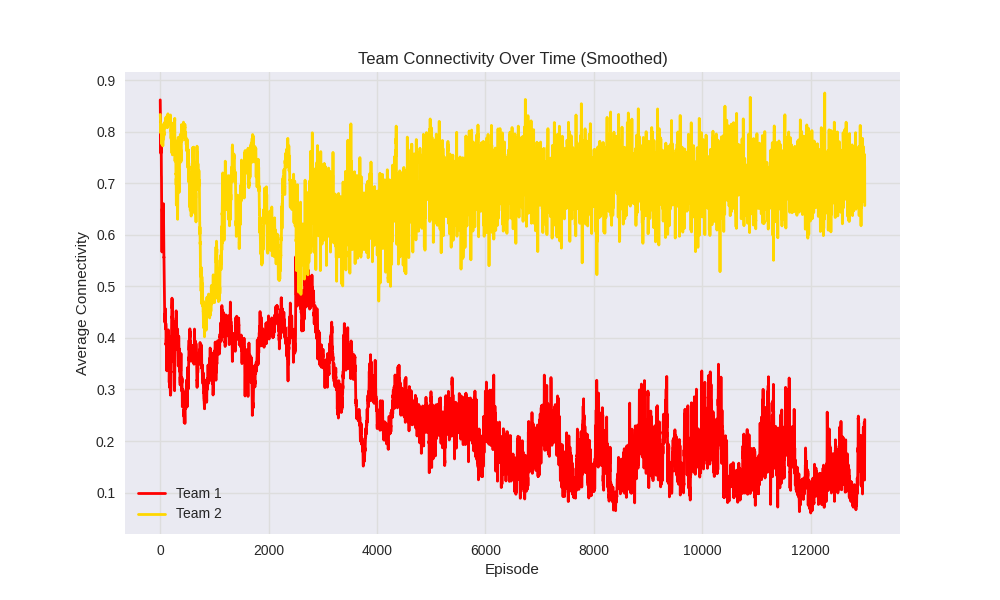 Team Connectivity Over Time (Smoothed)
Average Connectivity
0.9
0.8
0.7
0.6
0.5
0.4
0.3
0.2
0.1
Team 1
Team 2
0 2000 4000 6000 8000 10000 12000
Episode